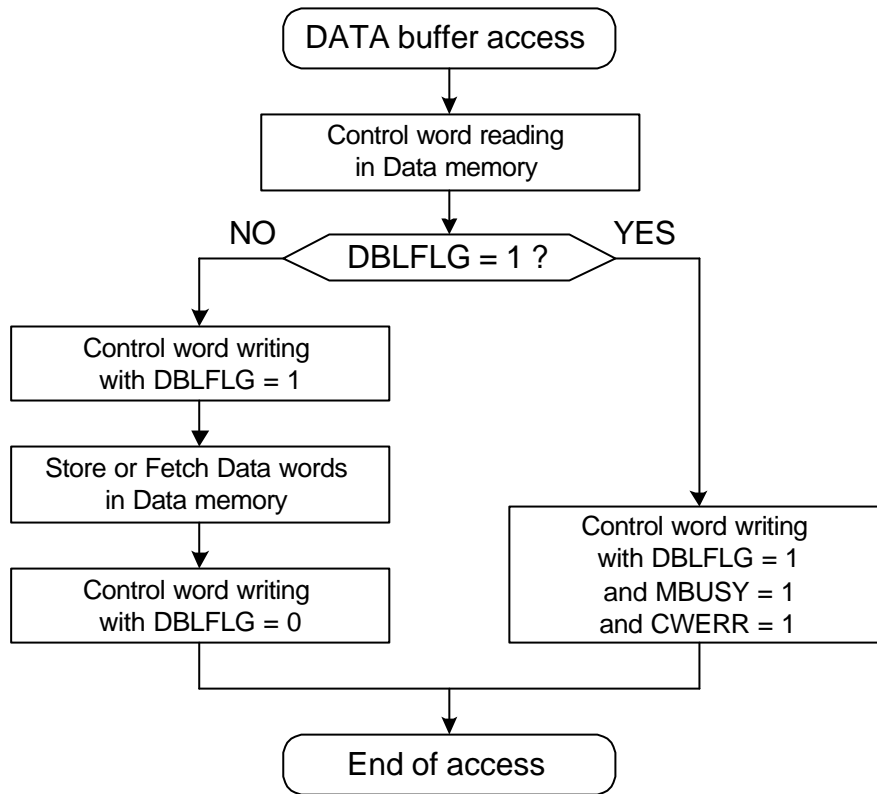 DATA buffer access
Control word reading
in Data memory
NO
YES
DBLFLG = 1 ?
Control word writing
with DBLFLG = 1
Store or Fetch Data words
in Data memory
Control word writing
with DBLFLG = 0
Control word writing
with DBLFLG = 1
and MBUSY = 1
and CWERR = 1
End of access